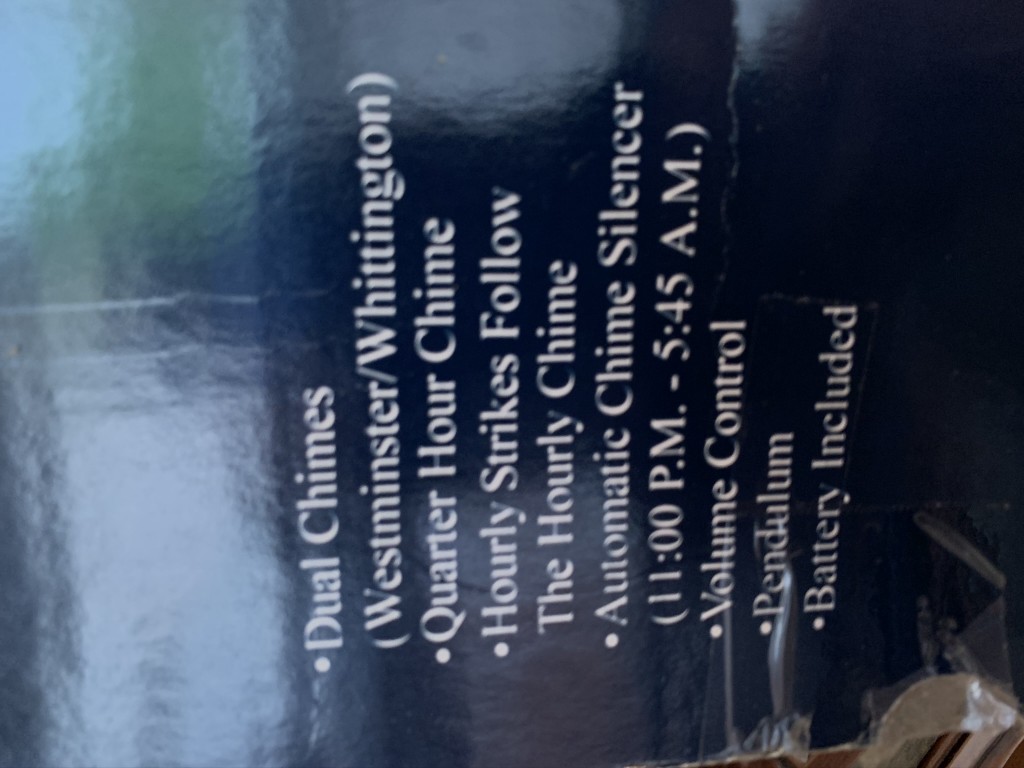 •Dual Chimes
(Westminster/Whittington)
•Quarter Hour Chime
•Hourly Strikes Follow
The Hourly Chime
•Automatic Chime Silencer
(11:00 P.M. - 5:45 A.M.)
•Volume Control
•Pendalum
•Battery Included